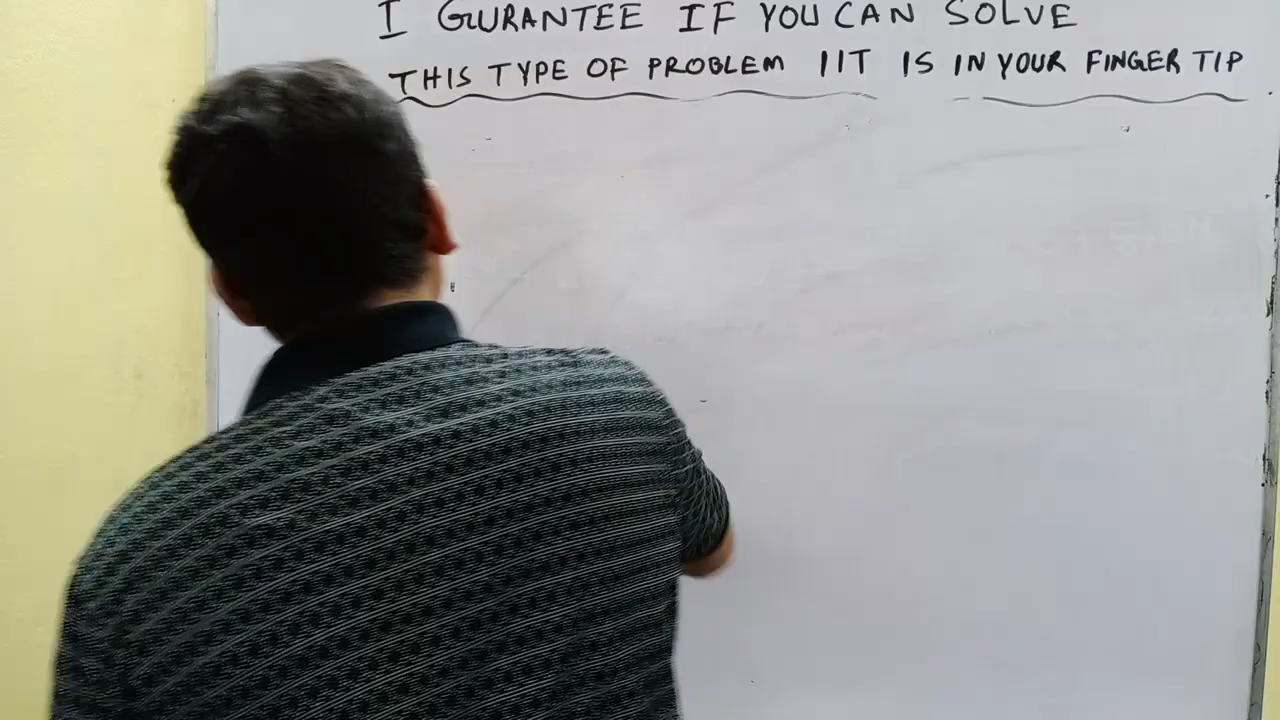 I GURANTEE IF YOU CAN SOLVE
THIS TYPE OF PROBLEM IIT IS IN YOUR FINGER TIP